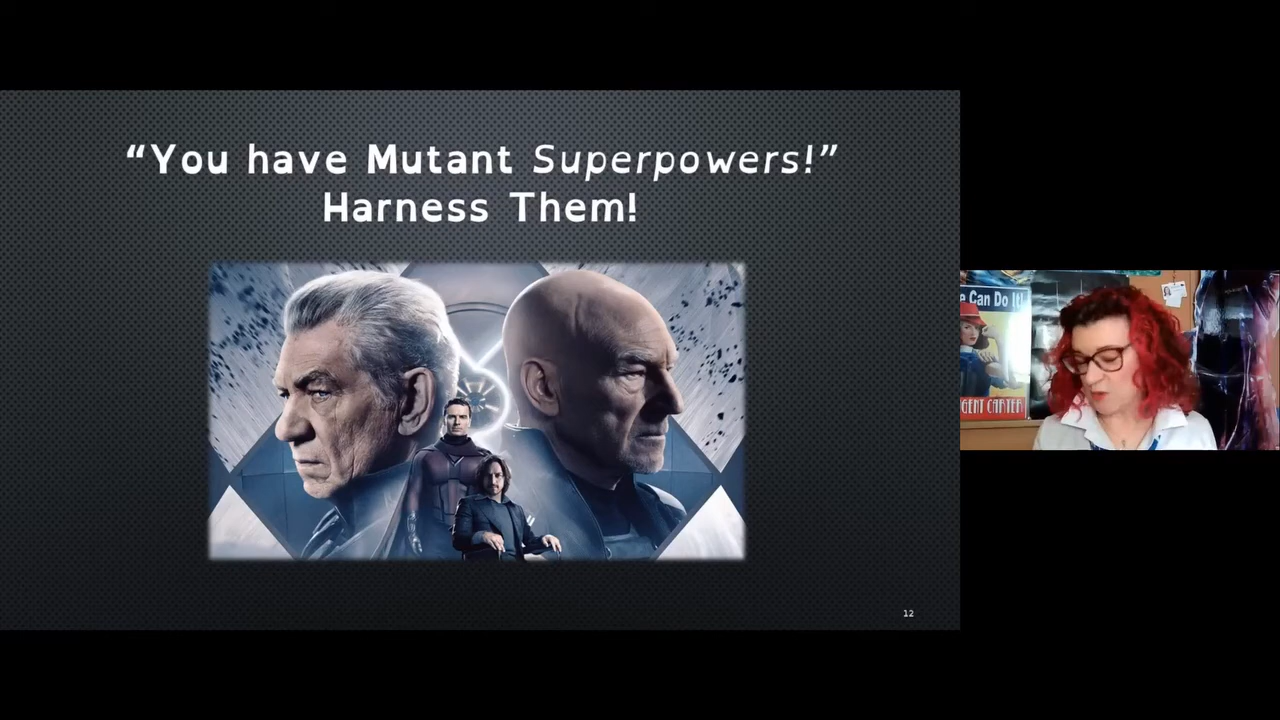 “You have Mutant Superpowers!”
Harness Them!
e Can Do It!
GENT CARTER
12